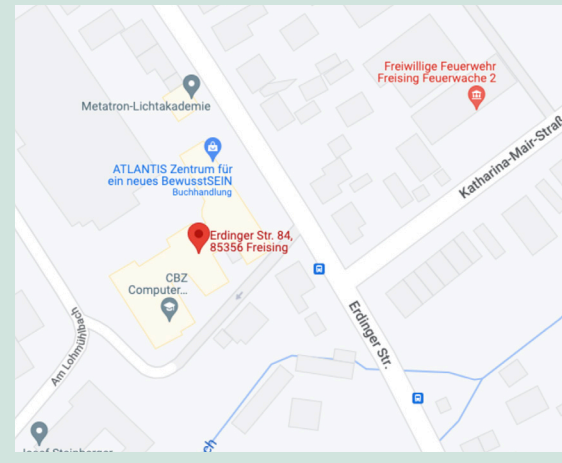 Freiwillige Feuerwehr
Freising Feuerwache 2
Metatron-Lichtakademie
ATLANTIS Zentrum für
ein neues BewusstSEIN
Buchhandlung
Katharina-Mair-Straß
Erdinger Str. 84,
85356 Freising
CBZ
Computer...
Erdinger Str.
Am Lohmühlbach
ch